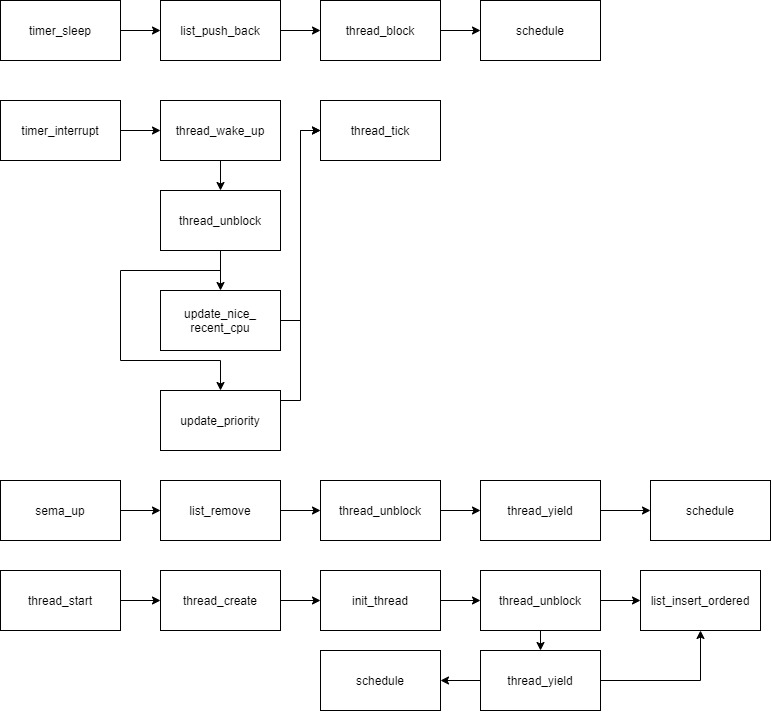 timer_sleep
list_push_back
thread_block
schedule
timer_interrupt
thread_wake_up
thread_tick
thread_unblock
update_nice_
recent_cpu
update_priority
sema_up
list_remove
thread_unblock
thread_yield
schedule
thread_start
thread_create
init_thread
thread_unblock
list_insert_ordered
schedule
thread_yield